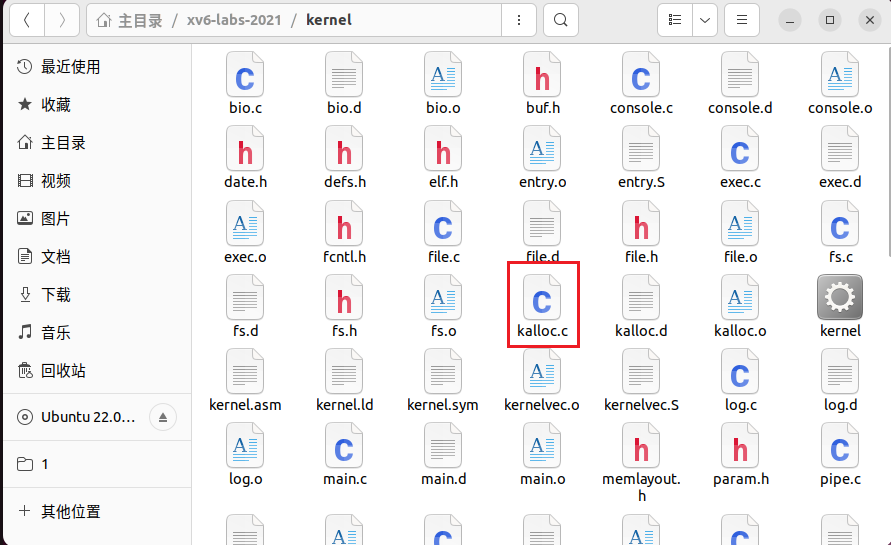 主目录 / xv6-labs-2021 / kernel
最近使用
收藏
主目录
视频
图片
文档
下载
音乐
回收站
Ubuntu 22.0...
1
其他位置
bio.c bio.d bio.o buf.h console.c console.d console.o
date.h defs.h elf.h entry.o entry.S exec.c exec.d
exec.o fcntl.h file.c file.d file.h file.o fs.c
fs.d fs.h fs.o kalloc.c kalloc.d kalloc.o kernel
kernel.asm kernel.ld kernel.sym kernelvec.o kernelvec.S log.c log.d
log.o main.c main.d main.o memlayout.h param.h pipe.c